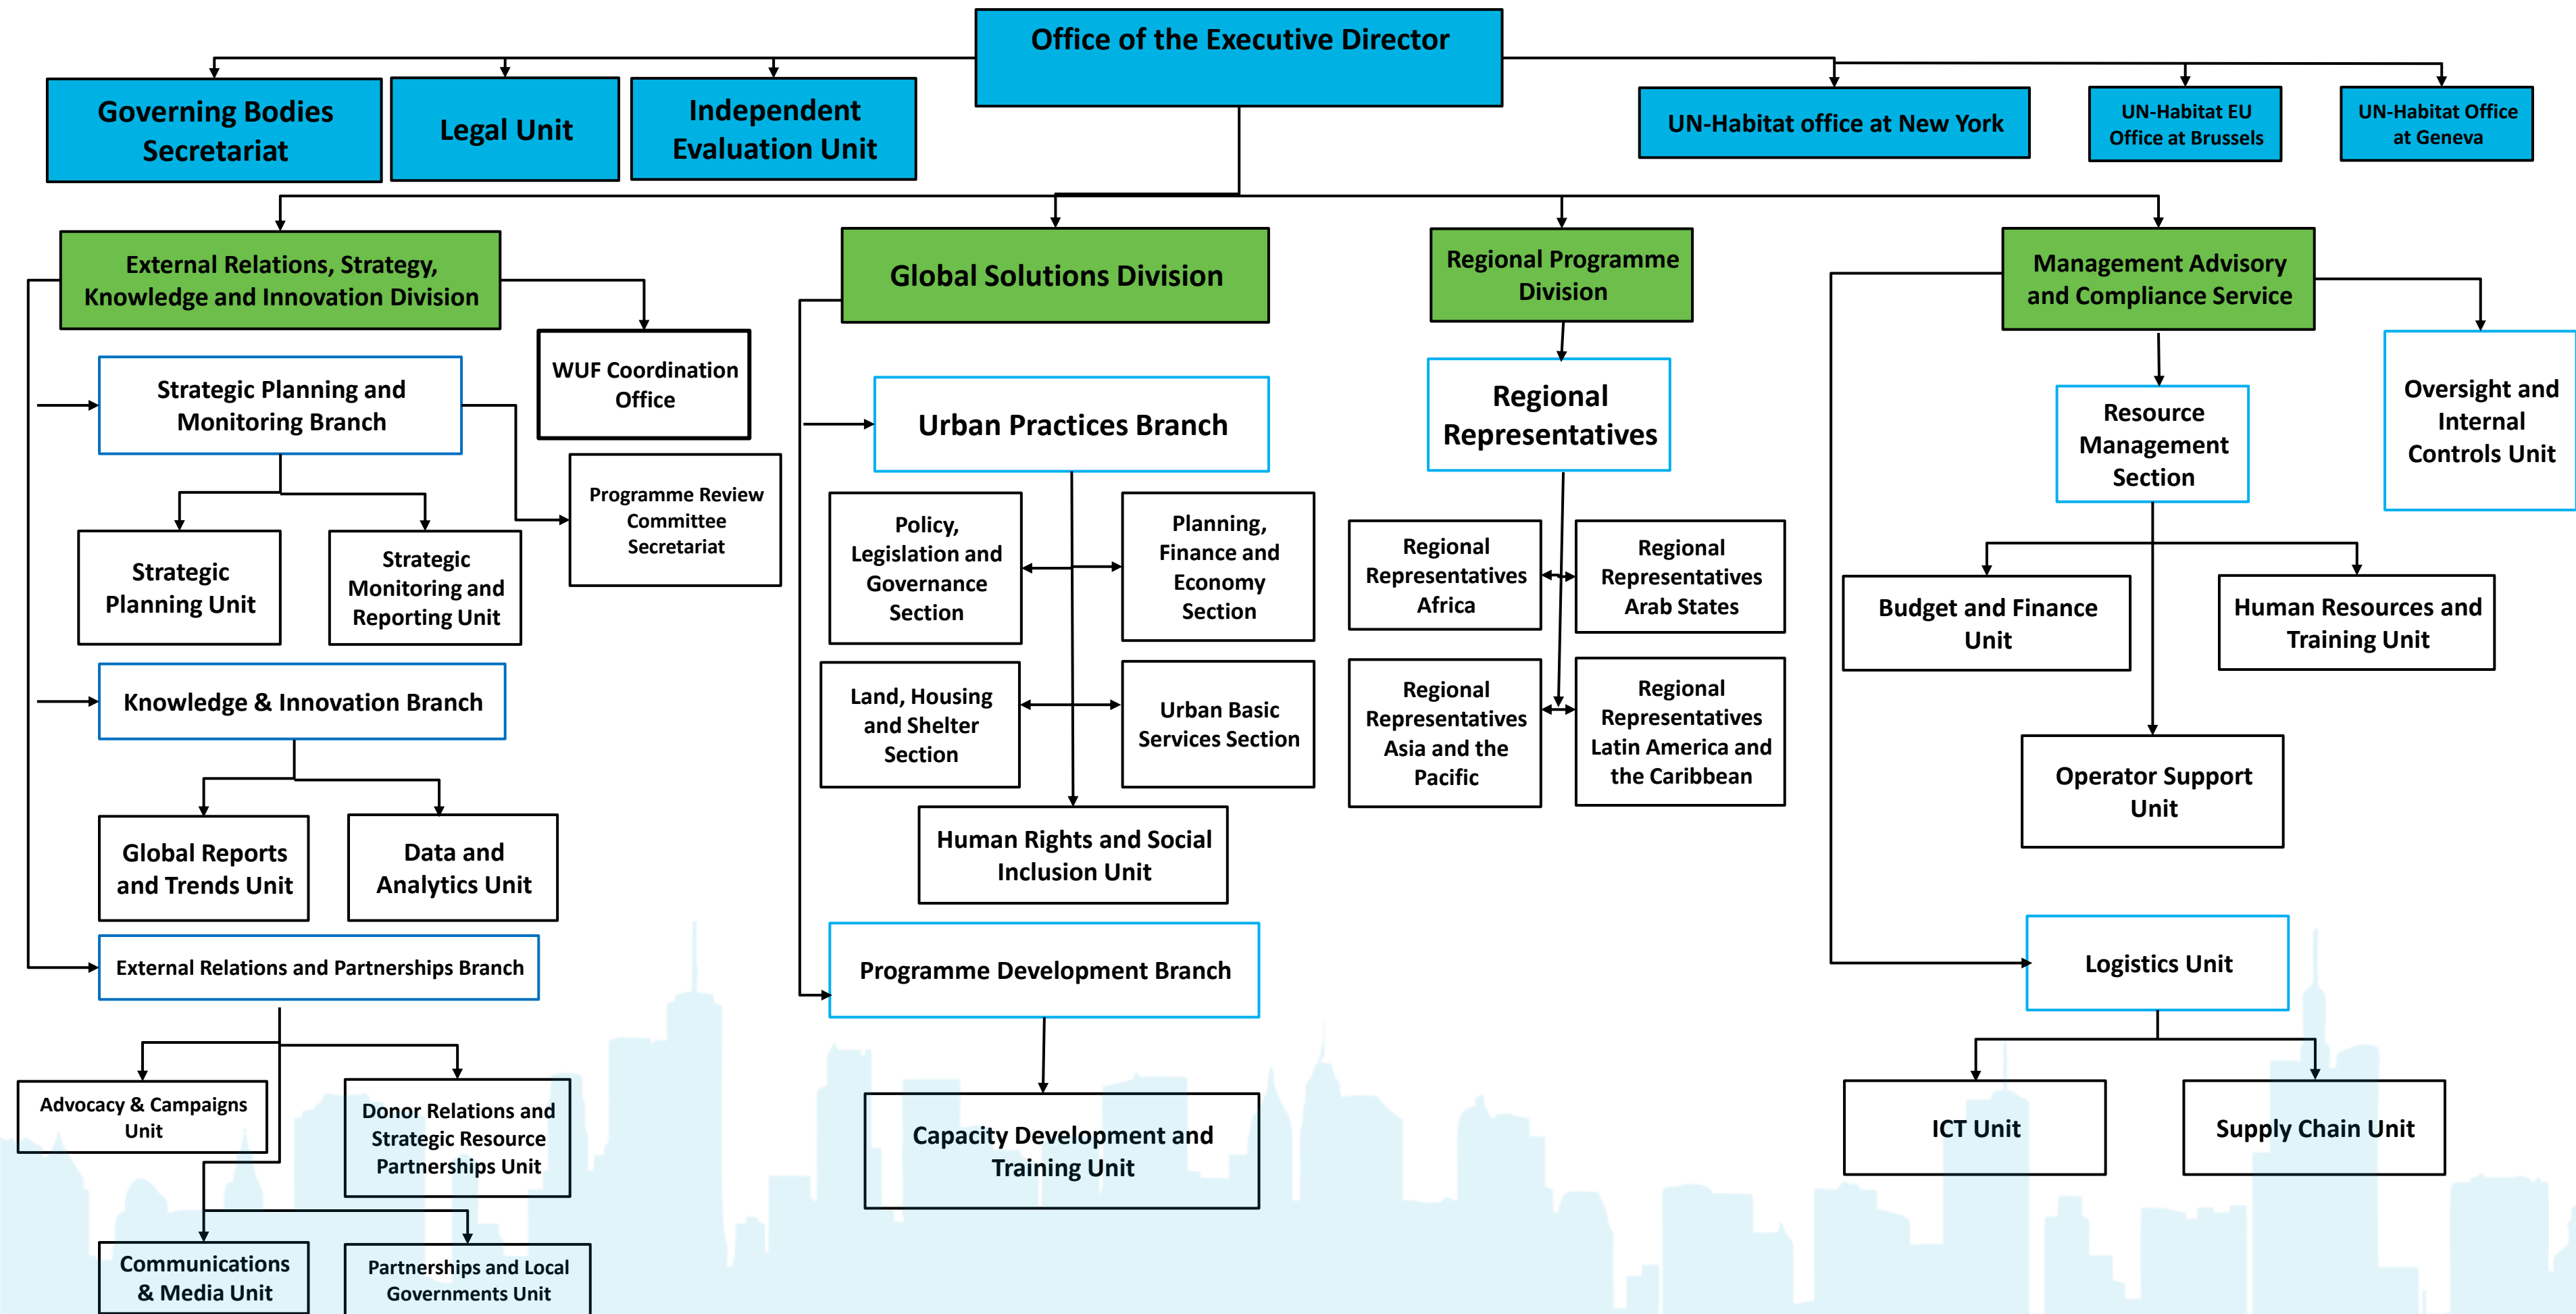 Office of the Executive Director
Governing Bodies
Secretariat
Legal Unit
Independent
Evaluation Unit
UN-Habitat office at New York
UN-Habitat EU
Office at Brussels
UN-Habitat Office
at Geneva
External Relations, Strategy,
Knowledge and Innovation Division
Global Solutions Division
Regional Programme
Division
Management Advisory
and Compliance Service
WUF Coordination
Office
Strategic Planning and
Monitoring Branch
Programme Review
Committee
Secretariat
Strategic
Planning Unit
Strategic
Monitoring and
Reporting Unit
Knowledge & Innovation Branch
Global Reports
and Trends Unit
Data and
Analytics Unit
External Relations and Partnerships Branch
Advocacy & Campaigns
Unit
Donor Relations and
Strategic Resource
Partnerships Unit
Communications
& Media Unit
Partnerships and Local
Governments Unit
Urban Practices Branch
Policy,
Legislation and
Governance
Section
Planning,
Finance and
Economy
Section
Land, Housing
and Shelter
Section
Urban Basic
Services Section
Human Rights and Social
Inclusion Unit
Programme Development Branch
Capacity Development and
Training Unit
Regional
Representatives
Regional
Representatives
Africa
Regional
Representatives
Arab States
Regional
Representatives
Asia and the
Pacific
Regional
Representatives
Latin America and
the Caribbean
Resource
Management
Section
Oversight and
Internal
Controls Unit
Budget and Finance
Unit
Human Resources and
Training Unit
Operator Support
Unit
Logistics Unit
ICT Unit
Supply Chain Unit